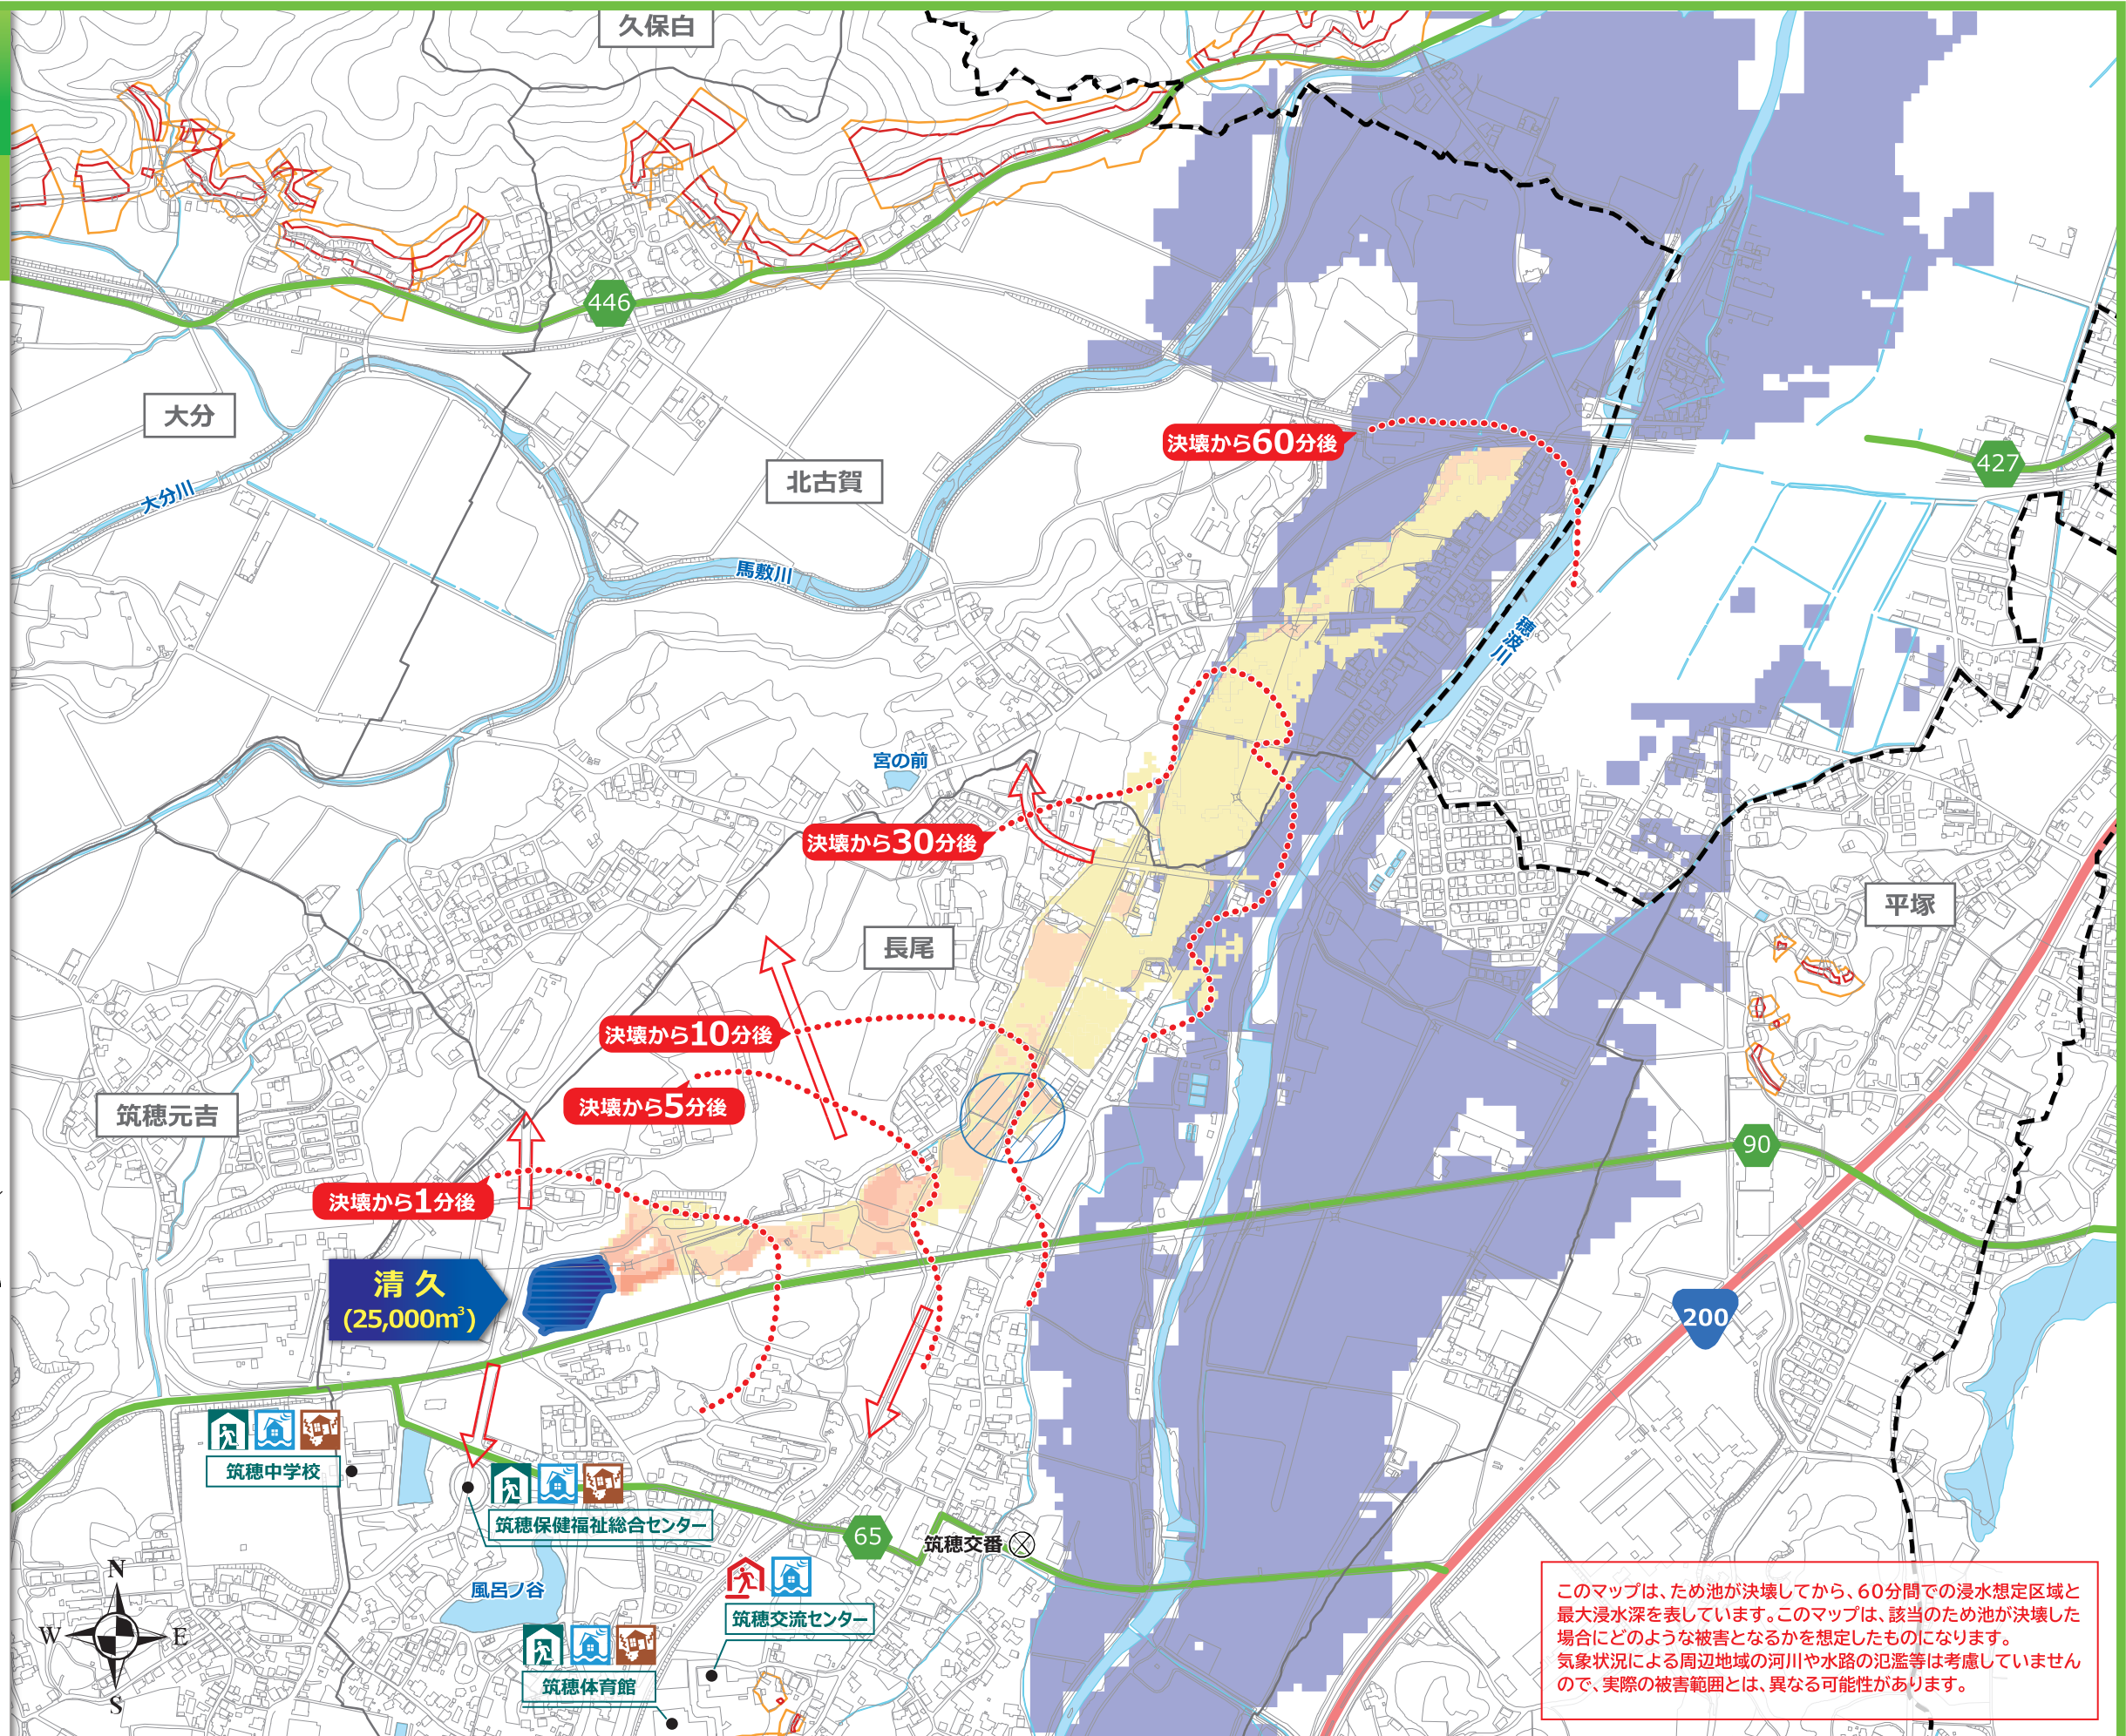 久保白
446
大分
大分川
北古賀
馬敷川
決壊から60分後
427
穂波川
宮の前
決壊から30分後
長尾
平塚
決壊から10分後
決壊から5分後
筑穂元吉
90
決壊から1分後
清久
(25,000m³)
200
筑穂中学校
筑穂保健福祉総合センター
65
筑穂交番
風呂ノ谷
筑穂交流センター
筑穂体育館
N
W
E
S
このマップは、ため池が決壊してから、60分間での浸水想定区域と
最大浸水深を表しています。このマップは、該当のため池が決壊した
場合にどのような被害となるかを想定したものになります。
気象状況による周辺地域の河川や水路の氾濫等は考慮していません
ので、実際の被害範囲とは、異なる可能性があります。